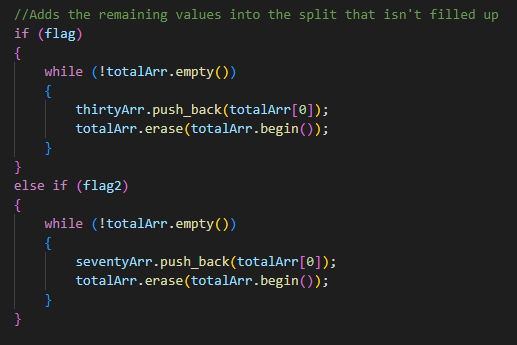 //Adds the remaining values into the split that isn't filled up
if (flag)
{
    while (!totalArr.empty())
    {
        thirtyArr.push_back(totalArr[0]);
        totalArr.erase(totalArr.begin());
    }
}
else if (flag2)
{
    while (!totalArr.empty())
    {
        seventyArr.push_back(totalArr[0]);
        totalArr.erase(totalArr.begin());
    }
}